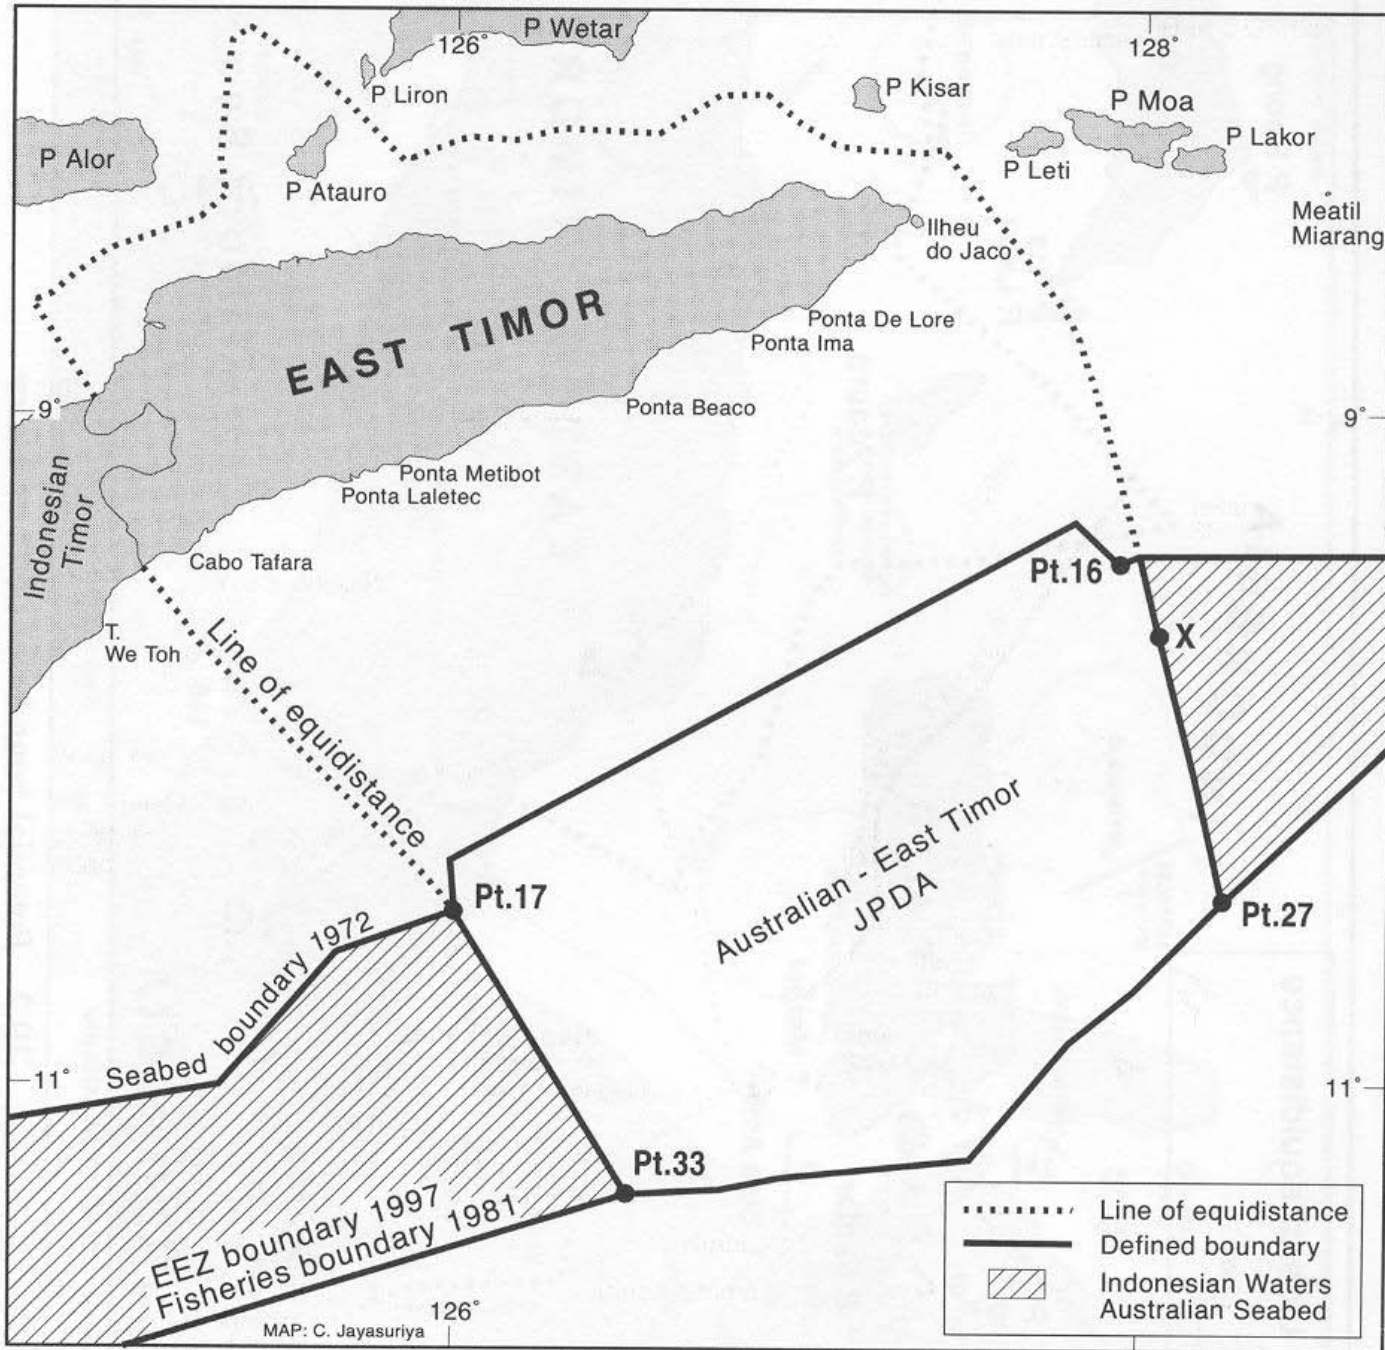 P Wetar
126°
128°
P Liron
P Kisar
P Moa
P Alor
P Atauro
P Leti
P Lakor
Meatil
Miarang
Ilheu
do Jaco
EAST TIMOR
Ponta De Lore
Ponta Ima
Ponta Beaco
9°
9°
Ponta Metibot
Ponta Laletec
Indonesian
Timor
Cabo Tafara
T.
We Toh
Line of equidistance
Pt.16
X
Australian - East Timor
JPDA
Pt.17
Pt.27
Seabed boundary 1972
11°
11°
Pt.33
EEZ boundary 1997
Fisheries boundary 1981
126°
MAP: C. Jayasuriya
Line of equidistance
Defined boundary
Indonesian Waters
Australian Seabed